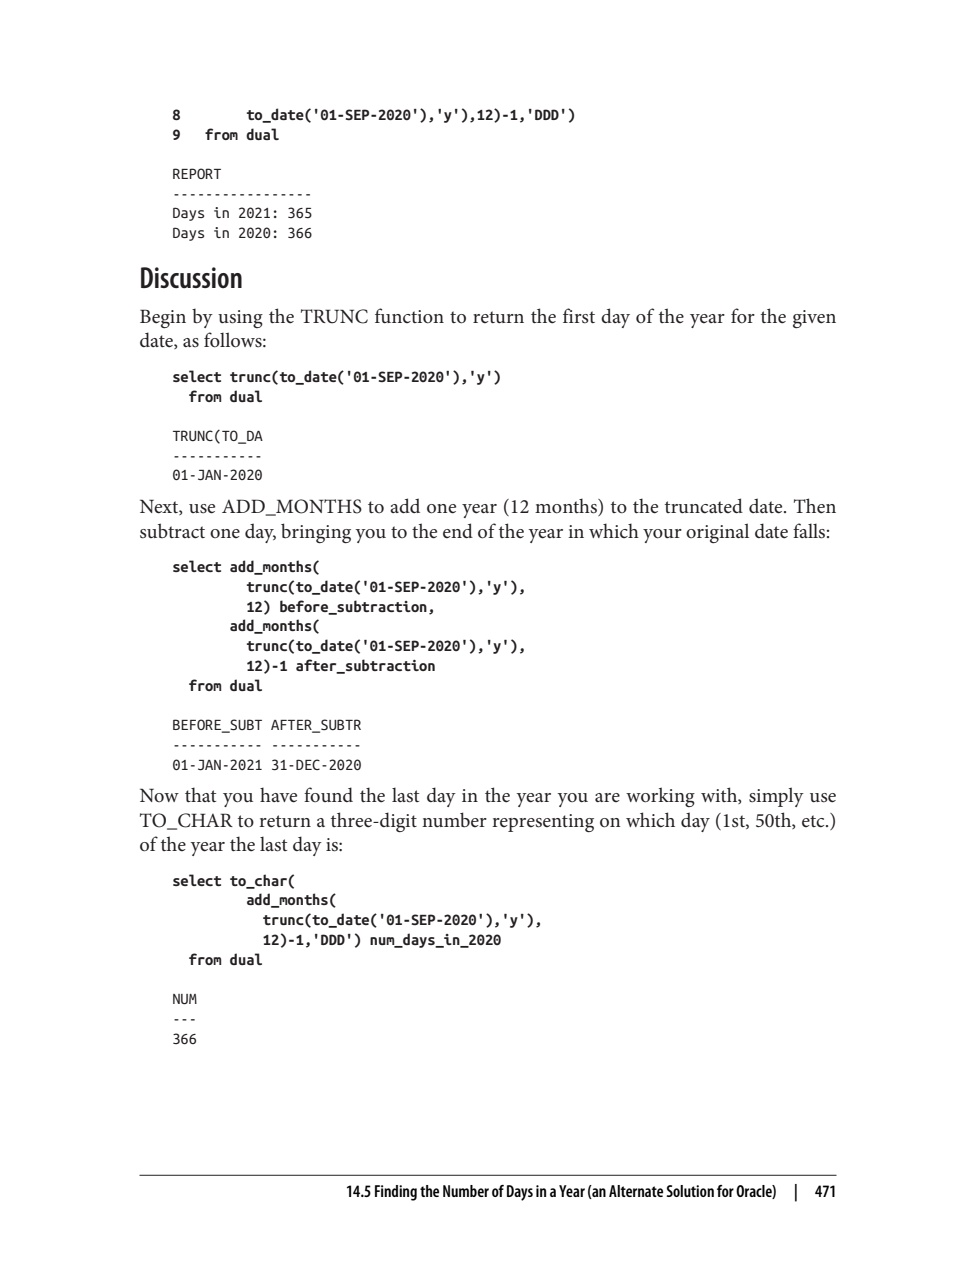 8        to_date('01-SEP-2020'),'y'),12)-1,'DDD')
9   from dual
REPORT
-----------------
Days in 2021: 365
Days in 2020: 366
Discussion
Begin by using the TRUNC function to return the first day of the year for the given
date, as follows:
select trunc(to_date('01-SEP-2020'),'y')
  from dual
TRUNC(TO_DA
-----------
01-JAN-2020
Next, use ADD_MONTHS to add one year (12 months) to the truncated date. Then
subtract one day, bringing you to the end of the year in which your original date falls:
select add_months(
         trunc(to_date('01-SEP-2020'),'y'),
         12) before_subtraction,
       add_months(
         trunc(to_date('01-SEP-2020'),'y'),
         12)-1 after_subtraction
  from dual
BEFORE_SUBT AFTER_SUBTR
----------- -----------
01-JAN-2021 31-DEC-2020
Now that you have found the last day in the year you are working with, simply use
TO_CHAR to return a three-digit number representing on which day (1st, 50th, etc.)
of the year the last day is:
select to_char(
         add_months(
           trunc(to_date('01-SEP-2020'),'y'),
           12)-1,'DDD') num_days_in_2020
  from dual
NUM
---
366
14.5 Finding the Number of Days in a Year (an Alternate Solution for Oracle) | 471